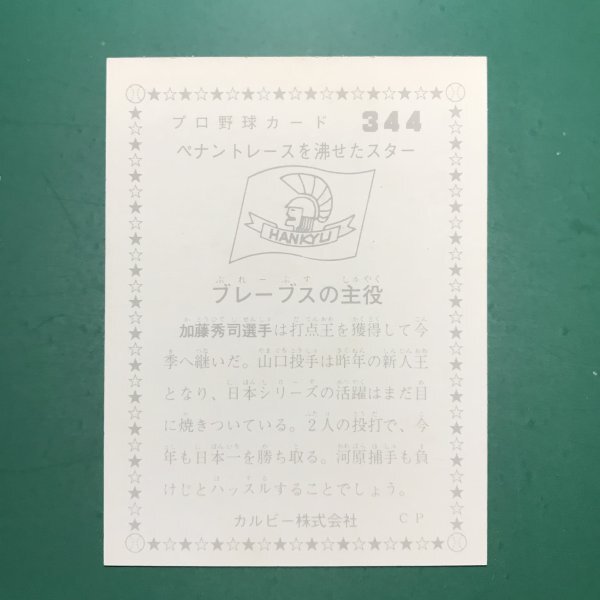 プロ野球カード 344
ペナントレースを沸せたスター
HANKYU
ブレーブスの主役
加藤秀司選手は打点王を獲得して今
季へ継いだ。山口投手は昨年の新人王
となり、日本シリーズの活躍はまだ目
に焼きついている。2人の投打で、今
年も日本一を勝ち取る。河原捕手も負
けじとハッスルすることでしょう。
カルビー株式会社 CP